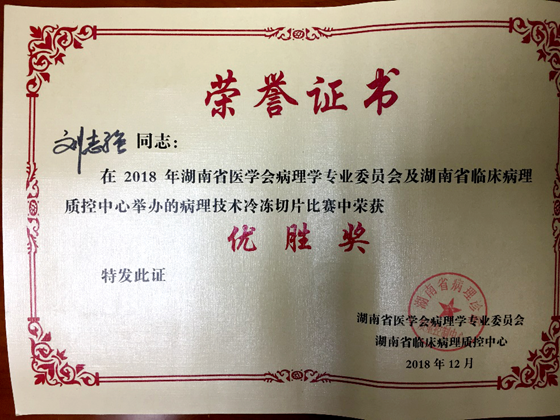 荣誉证书
刘志强 同志：
在 2018 年湖南省医学会病理学专业委员会及湖南省临床病理
质控中心举办的病理技术冷冻切片比赛中荣获
优胜奖
特发此证
湖南省医学会病理学专业委员会
湖南省临床病理质控中心
2018 年 12 月